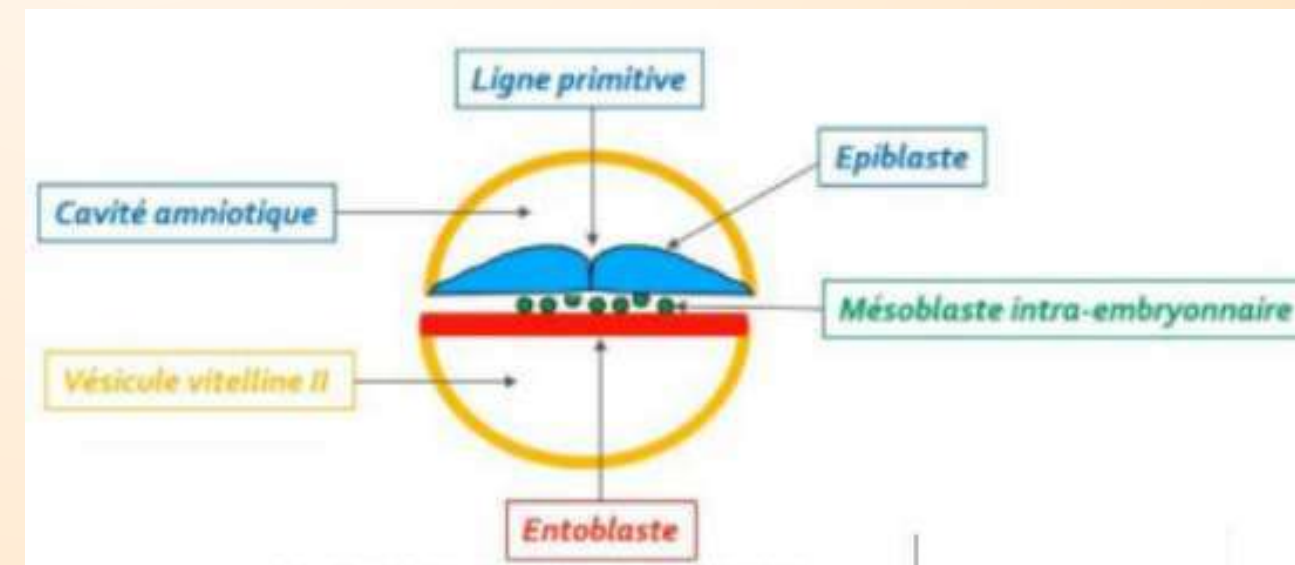 Ligne primitive
Epiblaste
Cavité amniotique
Mésoblaste intra-embryonnaire
Vésicule vitelline II
Entoblaste